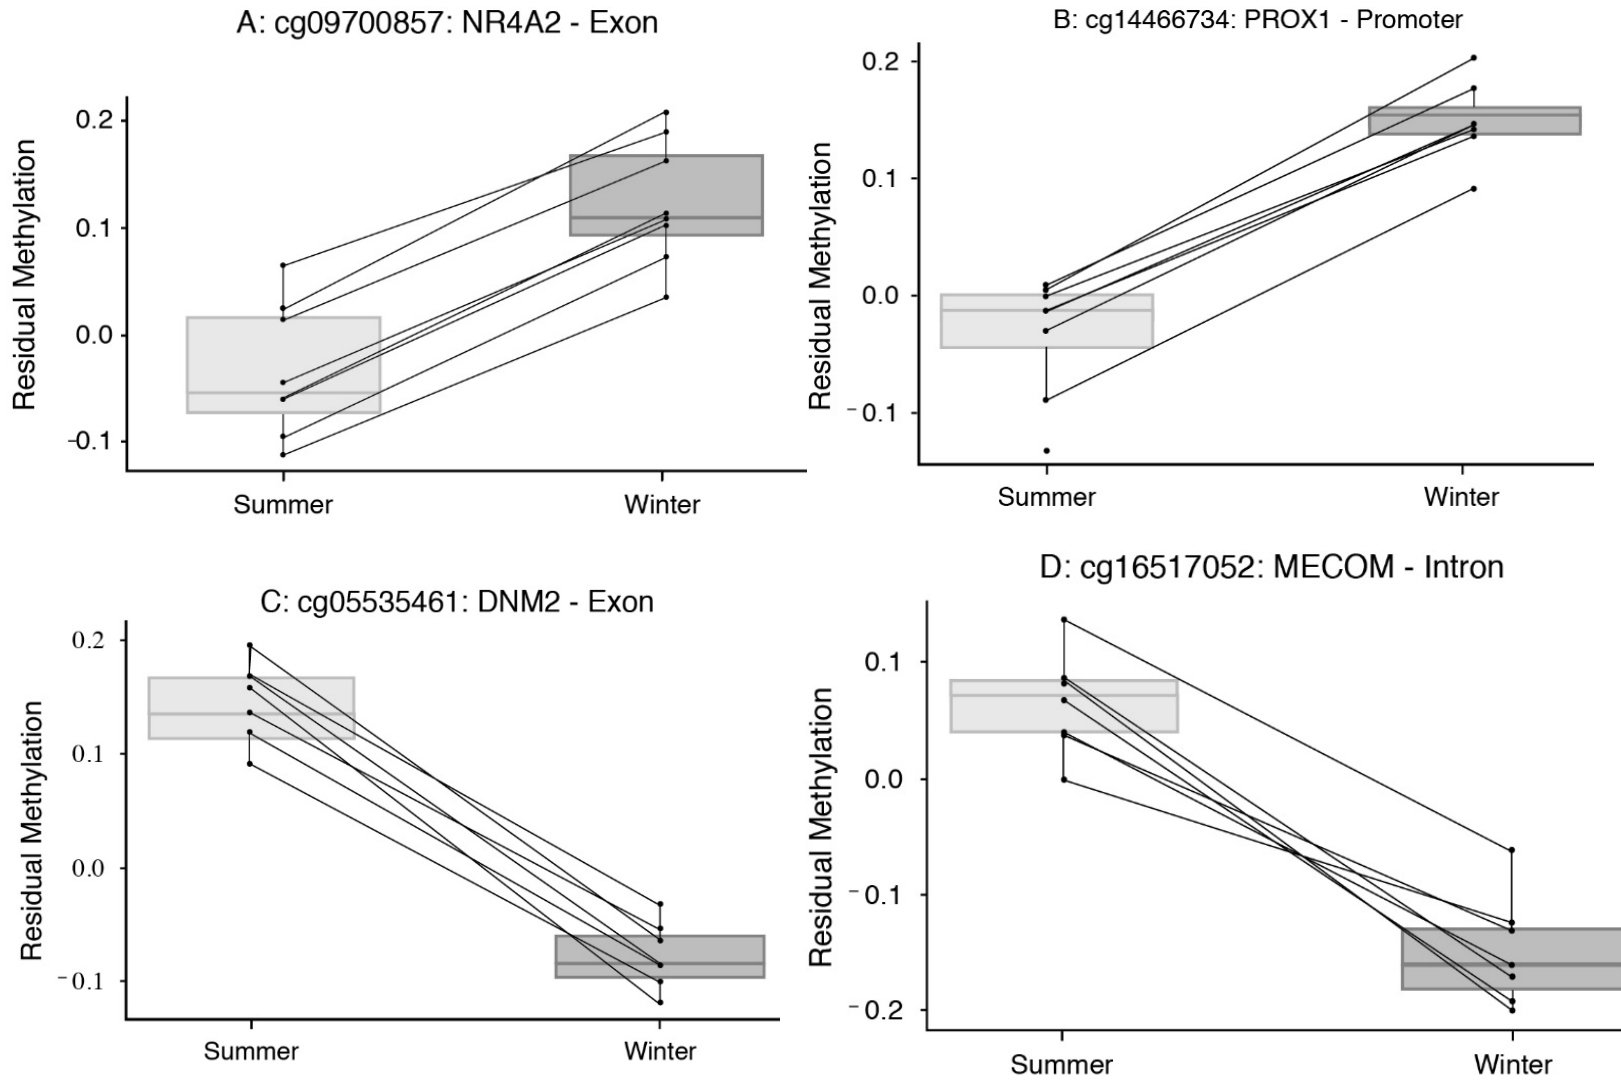 A: cg09700857: NR4A2 - Exon
Residual Methylation
0.2
0.1
0.0
−0.1
Summer
Winter
B: cg14466734: PROX1 - Promoter
Residual Methylation
0.2
0.1
0.0
−0.1
Summer
Winter
C: cg05535461: DNM2 - Exon
Residual Methylation
0.2
0.1
0.0
−0.1
Summer
Winter
D: cg16517052: MECOM - Intron
Residual Methylation
0.1
0.0
−0.1
−0.2
Summer
Winter